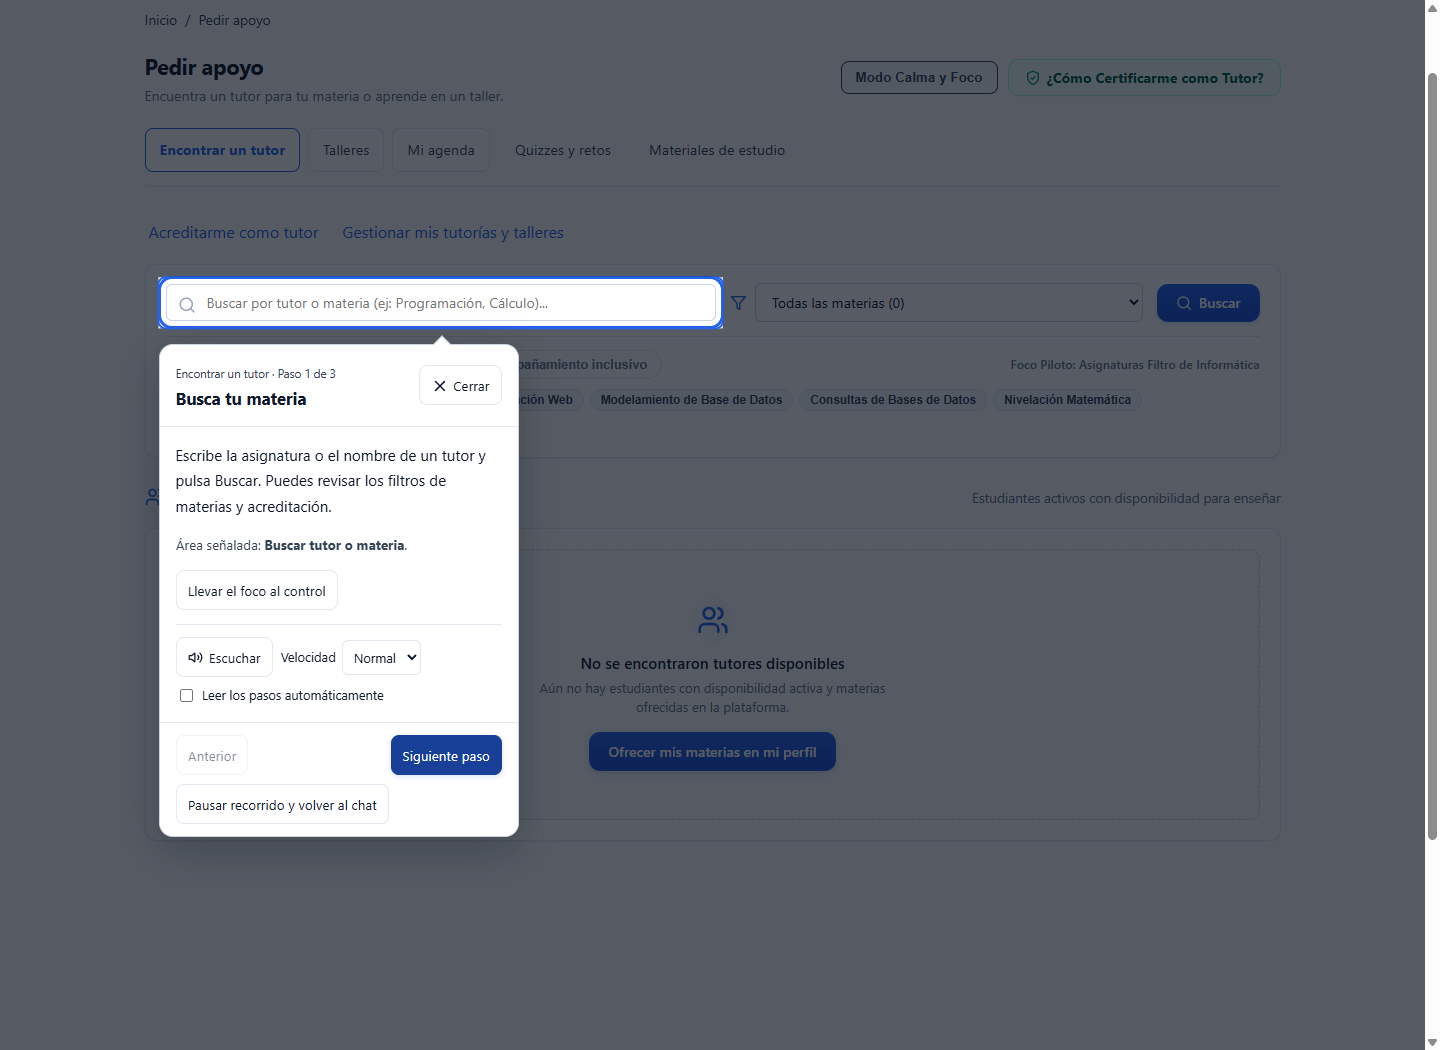 Inicio / Pedir apoyo
Pedir apoyo
Encuentra un tutor para tu materia o aprende en un taller.
Modo Calma y Foco
¿Cómo Certificarme como Tutor?
Encontrar un tutor
Talleres
Mi agenda
Quizzes y retos
Materiales de estudio
Acreditarme como tutor
Gestionar mis tutorías y talleres
Buscar por tutor o materia (ej: Programación, Cálculo)...
Todas las materias (0)
Buscar
inclusivo
Foco Piloto: Asignaturas Filtro de Informática
Web
Modelamiento de Base de Datos
Consultas de Bases de Datos
Nivelación Matemática
Estudiantes activos con disponibilidad para enseñar
Encontrar un tutor · Paso 1 de 3
Busca tu materia
Cerrar
Escribe la asignatura o el nombre de un tutor y
pulsa Buscar. Puedes revisar los filtros de
materias y acreditación.
Área señalada: Buscar tutor o materia.
Llevar el foco al control
Escuchar
Velocidad
Normal
Leer los pasos automáticamente
Anterior
Siguiente paso
Pausar recorrido y volver al chat
No se encontraron tutores disponibles
Aún no hay estudiantes con disponibilidad activa y materias
ofrecidas en la plataforma.
Ofrecer mis materias en mi perfil